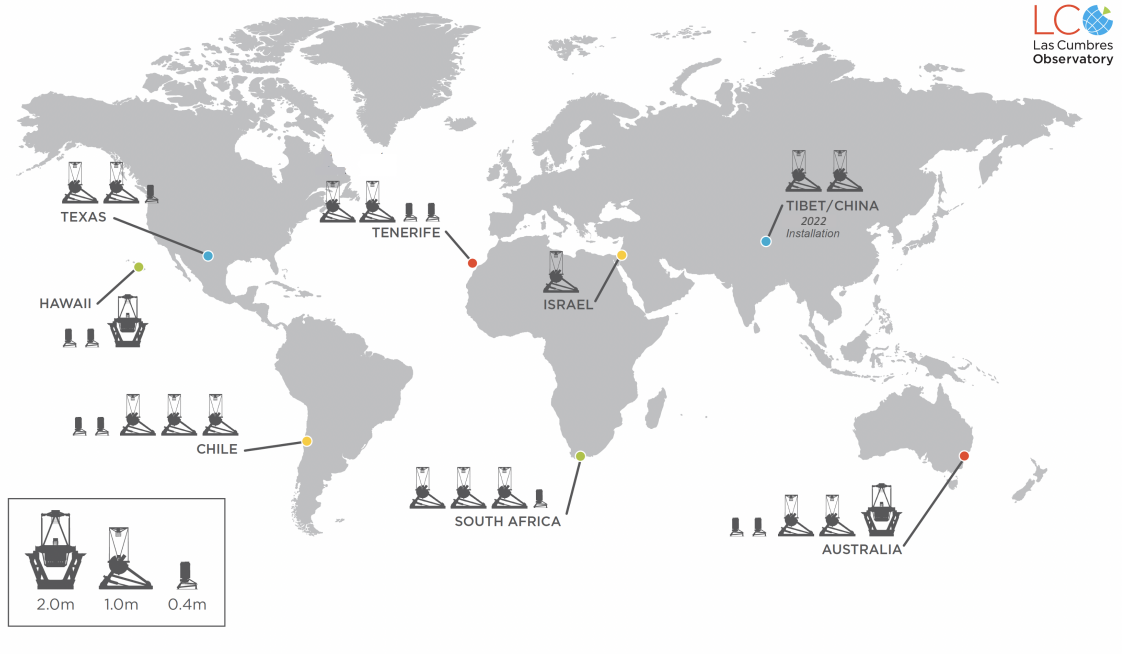 LCO
Las Cumbres
Observatory
TEXAS
TENERIFE
TIBET/CHINA
2022
Installation
HAWAII
ISRAEL
CHILE
SOUTH AFRICA
AUSTRALIA
2.0m
1.0m
0.4m